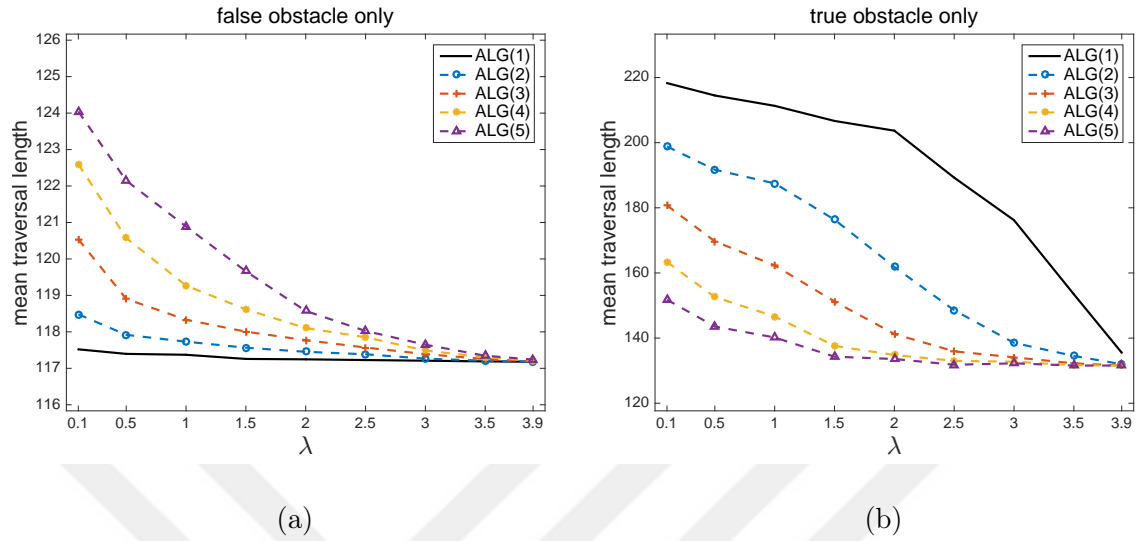 false obstacle only
126
125
124
123
122
121
120
119
118
117
116
mean traversal length
0.1 0.5 1 1.5 2 2.5 3 3.5 3.9
λ
ALG(1)
ALG(2)
ALG(3)
ALG(4)
ALG(5)
(a)
true obstacle only
220
200
180
160
140
120
mean traversal length
0.1 0.5 1 1.5 2 2.5 3 3.5 3.9
λ
ALG(1)
ALG(2)
ALG(3)
ALG(4)
ALG(5)
(b)